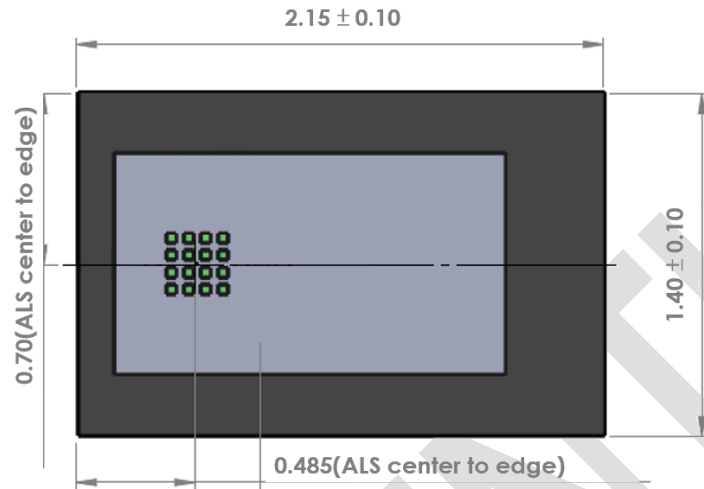 2.15 ± 0.10
0.70(ALS center to edge)
1.40 ± 0.10
0.485(ALS center to edge)